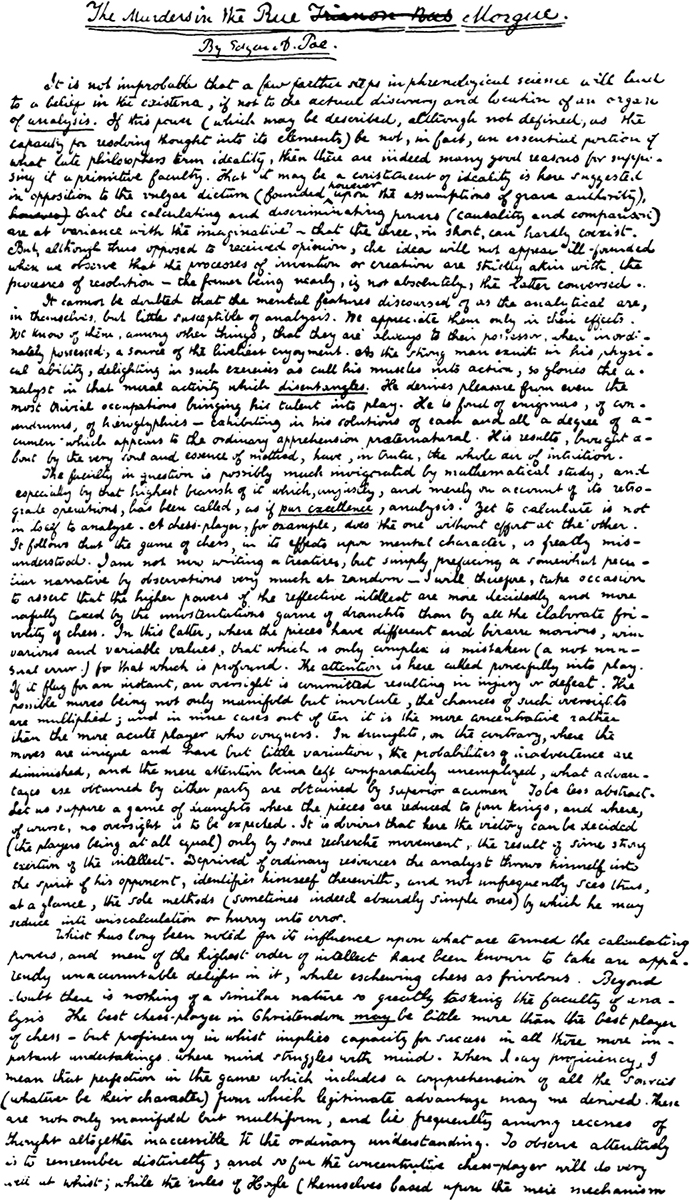 The Murders in the Rue Trianon Bas Morgue.
By Edgar A. Poe.
It is not improbable that a few farther steps in phrenological science will lead
to a belief in the existence, if not to the actual discovery and location of an organ
of analysis. If this power (which may be described, although not defined, as the
capacity for resolving thought into its elements) be not, in fact, an essential portion of
what late philosophers term ideality, then there are indeed many good reasons for suppo-
sing it a primitive faculty. That it may be a constituent of ideality is here suggested
in opposition to the vulgar dictum (founded, however, upon the assumptions of grave authority),
however) that the calculating and discriminating powers (causality and comparison)
are at variance with the imaginative — that the three, in short, can hardly coexist.
But, although thus opposed to received opinion, the idea will not appear ill-founded
when we observe that the processes of invention or creation are strictly akin with the
processes of resolution — the former being nearly, if not absolutely, the latter conversed.
It cannot be doubted that the mental features discoursed of as the analytical are,
in themselves, but little susceptible of analysis. We appreciate them only in their effects.
We know of them, among other things, that they are always to their possessor, when inordi-
nately possessed, a source of the liveliest enjoyment. As the strong man exults in his physi-
cal ability, delighting in such exercises as call his muscles into action, so glories the a-
nalyst in that moral activity which disentangles. He derives pleasure from even the
most trivial occupations bringing his talent into play. He is fond of enigmas, of con-
undrums, of hieroglyphics — exhibiting in his solutions of each and all a degree of a-
cumen which appears to the ordinary apprehension præternatural. His results, brought a-
bout by the very soul and essence of method, have, in truth, the whole air of intuition.
The faculty in question is possibly much invigorated by mathematical study, and
especially by that highest branch of it which, unjustly, and merely on account of its retro-
grade operations, has been called, as if par excellence, analysis. Yet to calculate is not
in itself to analyse. A chess-player, for example, does the one without effort at the other.
It follows that the game of chess, in its effects upon mental character, is greatly mis-
understood. I am not now writing a treatise, but simply prefacing a somewhat pecu-
liar narrative by observations very much at random — I will, therefore, take occasion
to assert that the higher powers of the reflective intellect are more decidedly and more
usefully taxed by the unostentatious game of draughts than by all the elaborate fri-
volity of chess. In this latter, where the pieces have different and bizarre motions, with
various and variable values, that which is only complex is mistaken (a not unu-
sual error) for that which is profound. The attention is here called powerfully into play.
If it flag for an instant, an oversight is committed resulting in injury or defeat. The
possible moves being not only manifold but involute, the chances of such oversights
are multiplied; and in nine cases out of ten it is the more concentrative rather
than the more acute player who conquers. In draughts, on the contrary, where the
moves are unique and have but little variation, the probabilities of inadvertence are
diminished, and the mere attention being left comparatively unemployed, what advan-
tages are obtained by either party are obtained by superior acumen. To be less abstract.
Let us suppose a game of draughts where the pieces are reduced to four kings, and where,
of course, no oversight is to be expected. It is obvious that here the victory can be decided
(the players being at all equal) only by some recherché movement, the result of some strong
exertion of the intellect. Deprived of ordinary resources the analyst throws himself into
the spirit of his opponent, identifies himself therewith, and not unfrequently sees thus,
at a glance, the sole methods (sometimes indeed absurdly simple ones) by which he may
seduce into miscalculation or hurry into error.
Whist has long been noted for its influence upon what are termed the calculating
powers, and men of the highest order of intellect have been known to take an appa-
rently unaccountable delight in it, while eschewing chess as frivolous. Beyond
doubt there is nothing of a similar nature so greatly tasking the faculty of ana-
lysis. The best chess-player in Christendom may be little more than the best player
of chess — but proficiency in whist implies capacity for success in all these more im-
portant undertakings where mind struggles with mind. When I say proficiency, I
mean that perfection in the game which includes a comprehension of all the sources
(whatever be their character) from which legitimate advantage may be derived. These
are not only manifold but multiform, and lie frequently among recesses of
thought altogether inaccessible to the ordinary understanding. To observe attentively
is to remember distinctly; and so far the concentrative chess-player will do very
well at whist; while the rules of Hoyle (themselves based upon the mere mechanism